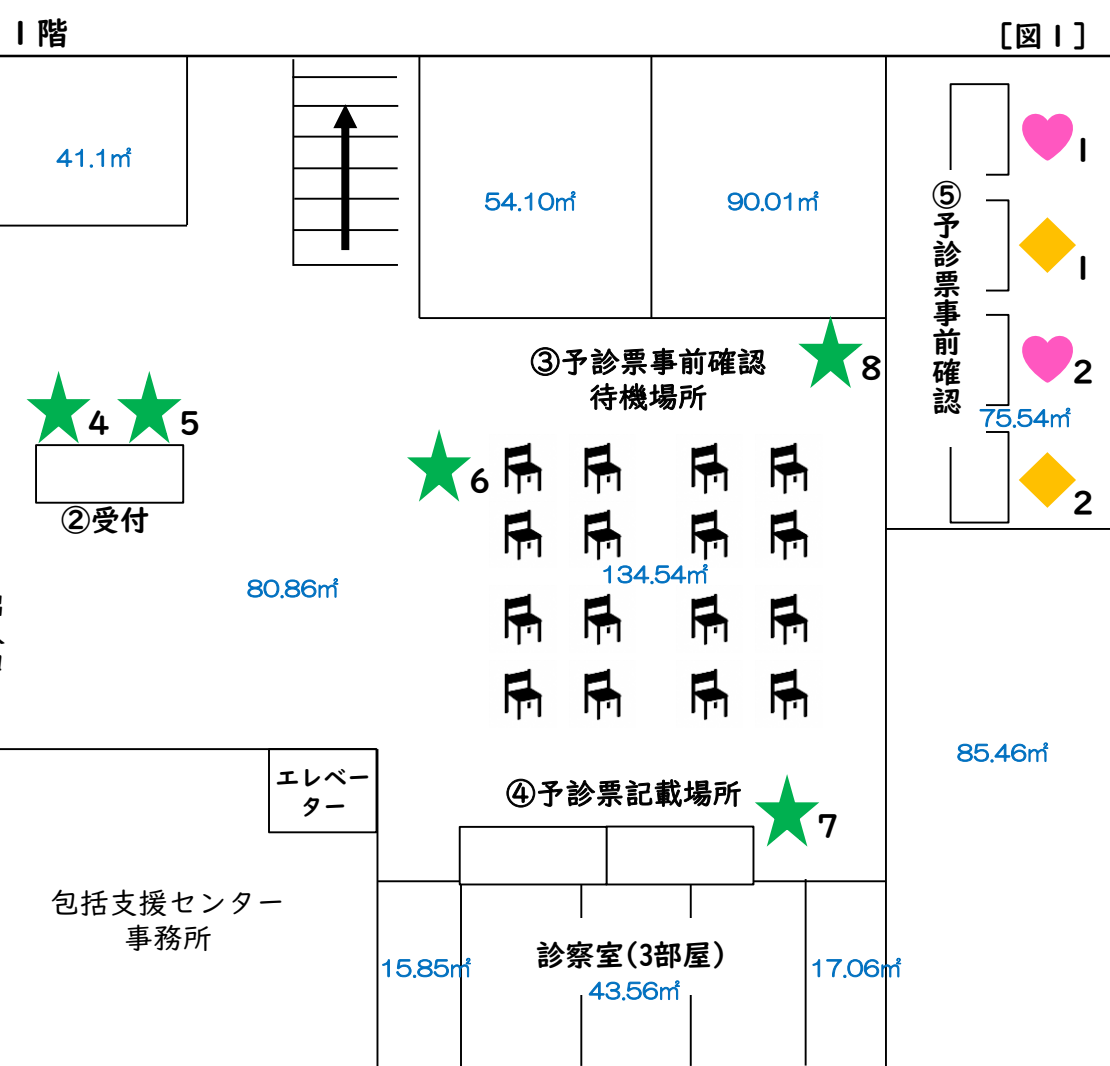 1階
[図1]
41.1㎡
54.10㎡
90.01㎡
1
⑤予診票事前確認
1
③予診票事前確認
待機場所
8
2
75.54㎡
4
5
6
2
②受付
134.54㎡
80.86㎡
85.46㎡
エレベー
ター
④予診票記載場所
7
包括支援センター
事務所
診察室(3部屋)
15.85㎡
43.56㎡
17.06㎡